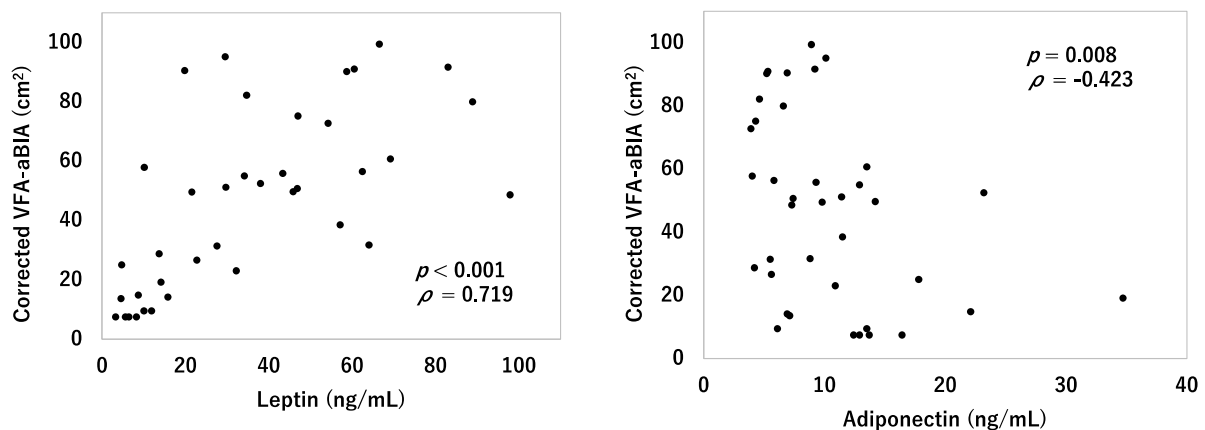 Corrected VFA-aBIA (cm²)
100
80
60
40
20
0
p < 0.001
ρ = 0.719
0 20 40 60 80 100
Leptin (ng/mL)
Corrected VFA-aBIA (cm²)
100
80
60
40
20
0
p = 0.008
ρ = -0.423
0 10 20 30 40
Adiponectin (ng/mL)